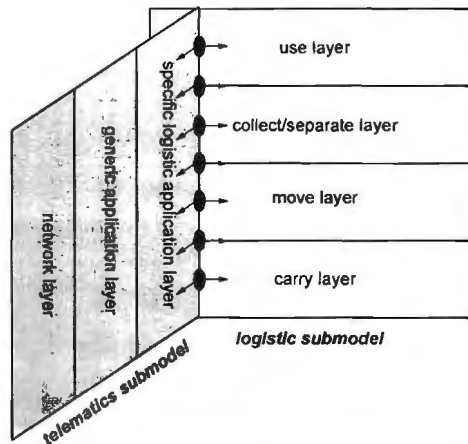 use layer
collect/separate layer
move layer
carry layer
logistic submodel
specific logistic application layer
generic application layer
network layer
telematics submodel